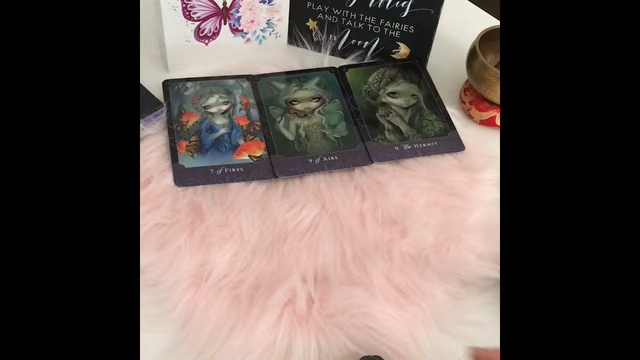 PLAY WITH THE FAIRIES
AND TALK TO THE
Moon
7 of FIRES
9 of AIRS
9. The HERMIT